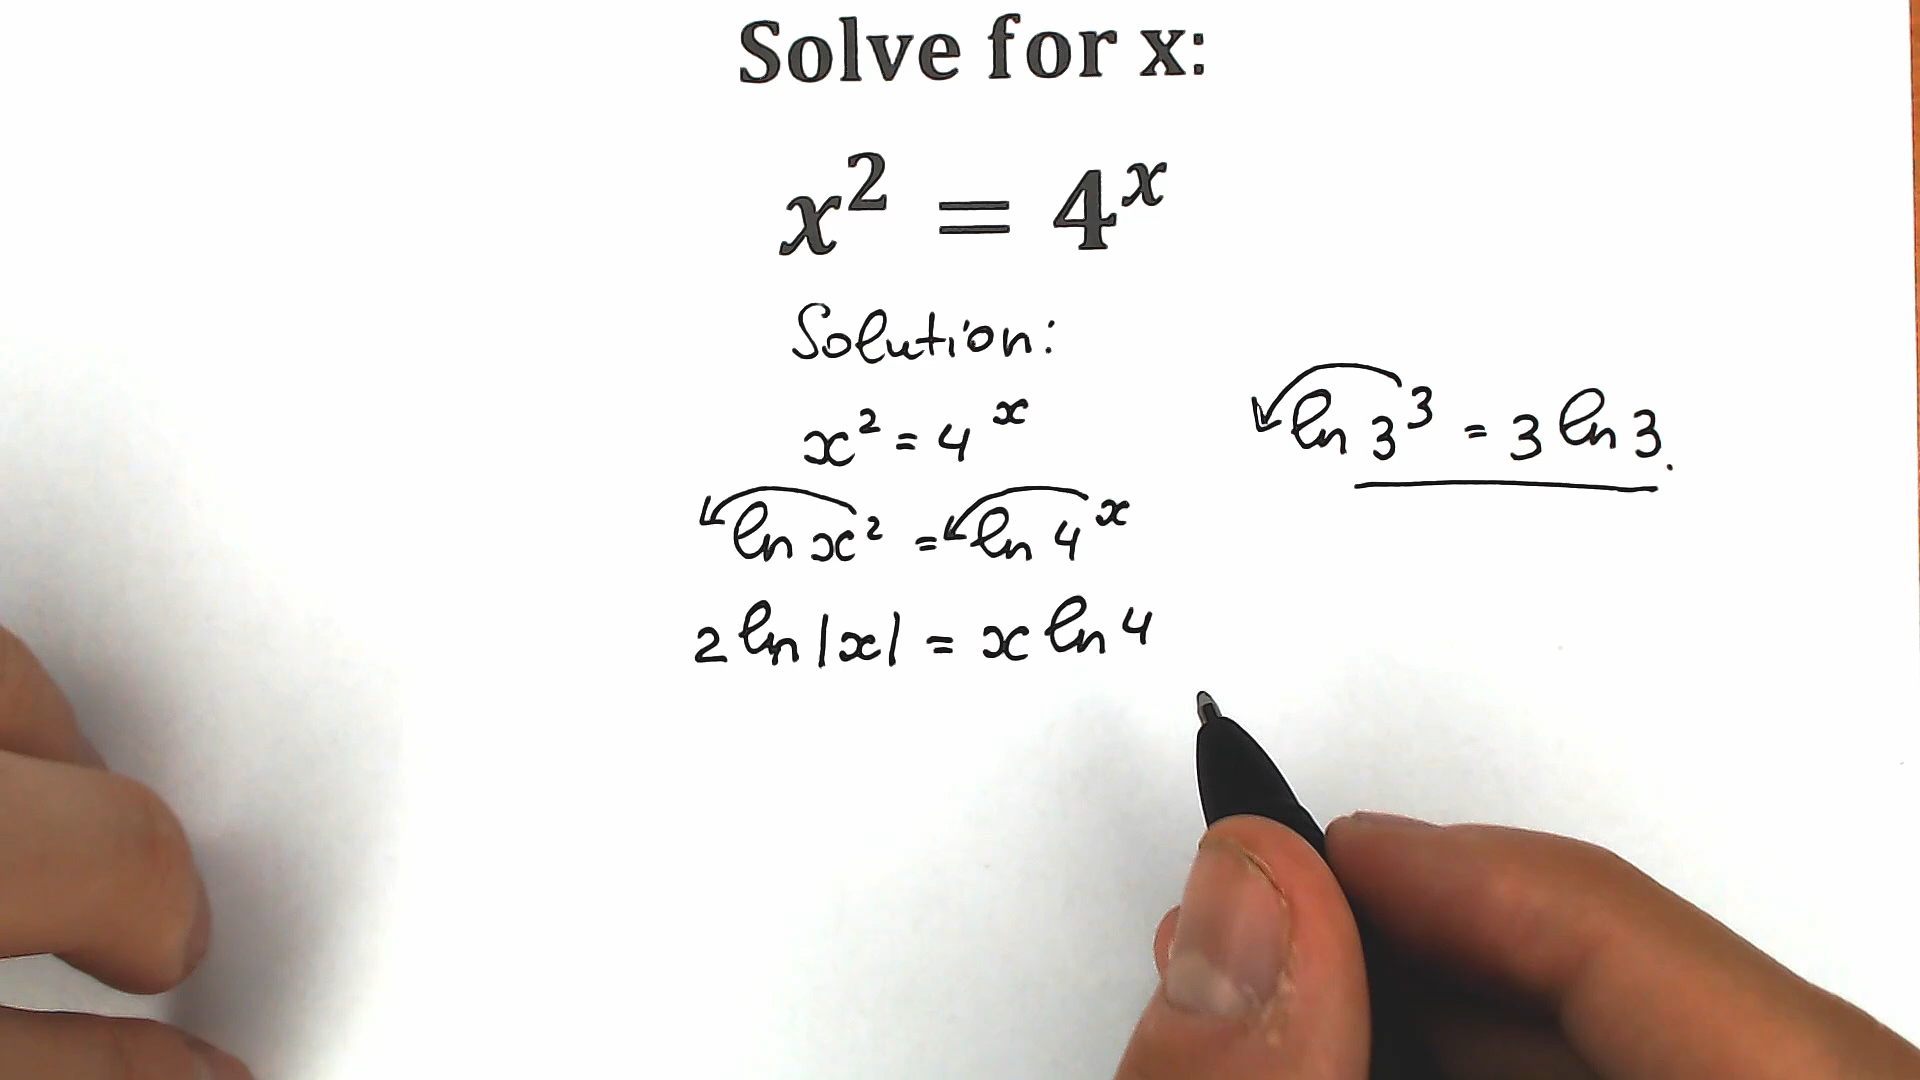 Solve for x:
x² = 4ˣ
Solution:
x² = 4ˣ
ln 3³ = 3 ln 3.
ln x² = ln 4ˣ
2 ln |x| = x ln 4